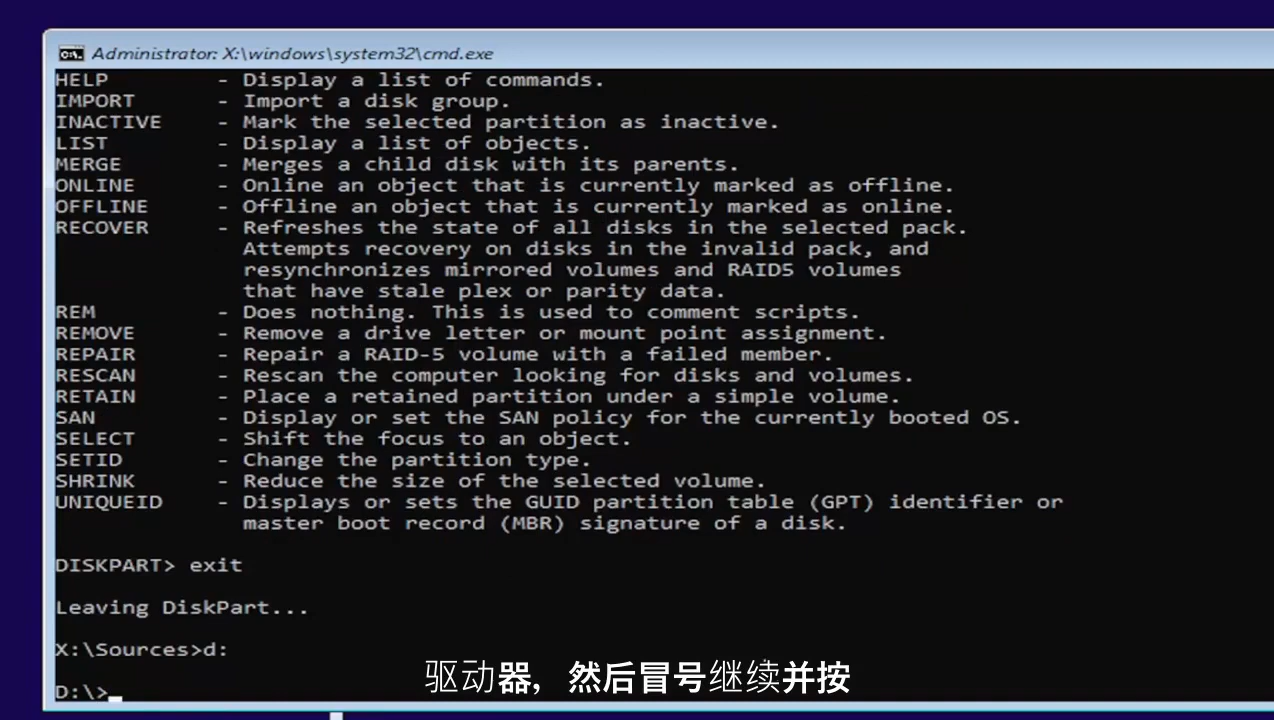 Administrator: X:\windows\system32\cmd.exe
HELP - Display a list of commands.
IMPORT - Import a disk group.
INACTIVE - Mark the selected partition as inactive.
LIST - Display a list of objects.
MERGE - Merges a child disk with its parents.
ONLINE - Online an object that is currently marked as offline.
OFFLINE - Offline an object that is currently marked as online.
RECOVER - Refreshes the state of all disks in the selected pack.
Attempts recovery on disks in the invalid pack, and
resynchronizes mirrored volumes and RAID5 volumes
that have stale plex or parity data.
REM - Does nothing. This is used to comment scripts.
REMOVE - Remove a drive letter or mount point assignment.
REPAIR - Repair a RAID-5 volume with a failed member.
RESCAN - Rescan the computer looking for disks and volumes.
RETAIN - Place a retained partition under a simple volume.
SAN - Display or set the SAN policy for the currently booted OS.
SELECT - Shift the focus to an object.
SETID - Change the partition type.
SHRINK - Reduce the size of the selected volume.
UNIQUEID - Displays or sets the GUID partition table (GPT) identifier or
master boot record (MBR) signature of a disk.
DISKPART> exit
Leaving DiskPart...
X:\Sources>d:
驱动器，然后冒号继续并按
D:\>_